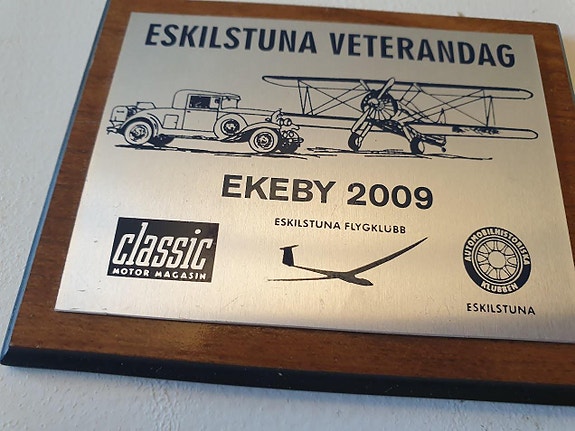 ESKILSTUNA VETERANDAG
EKEBY 2009
classic
MOTOR MAGASIN
ESKILSTUNA FLYGKLUBB
AUTOMOBILHISTORISKA
KLUBBEN
ESKILSTUNA